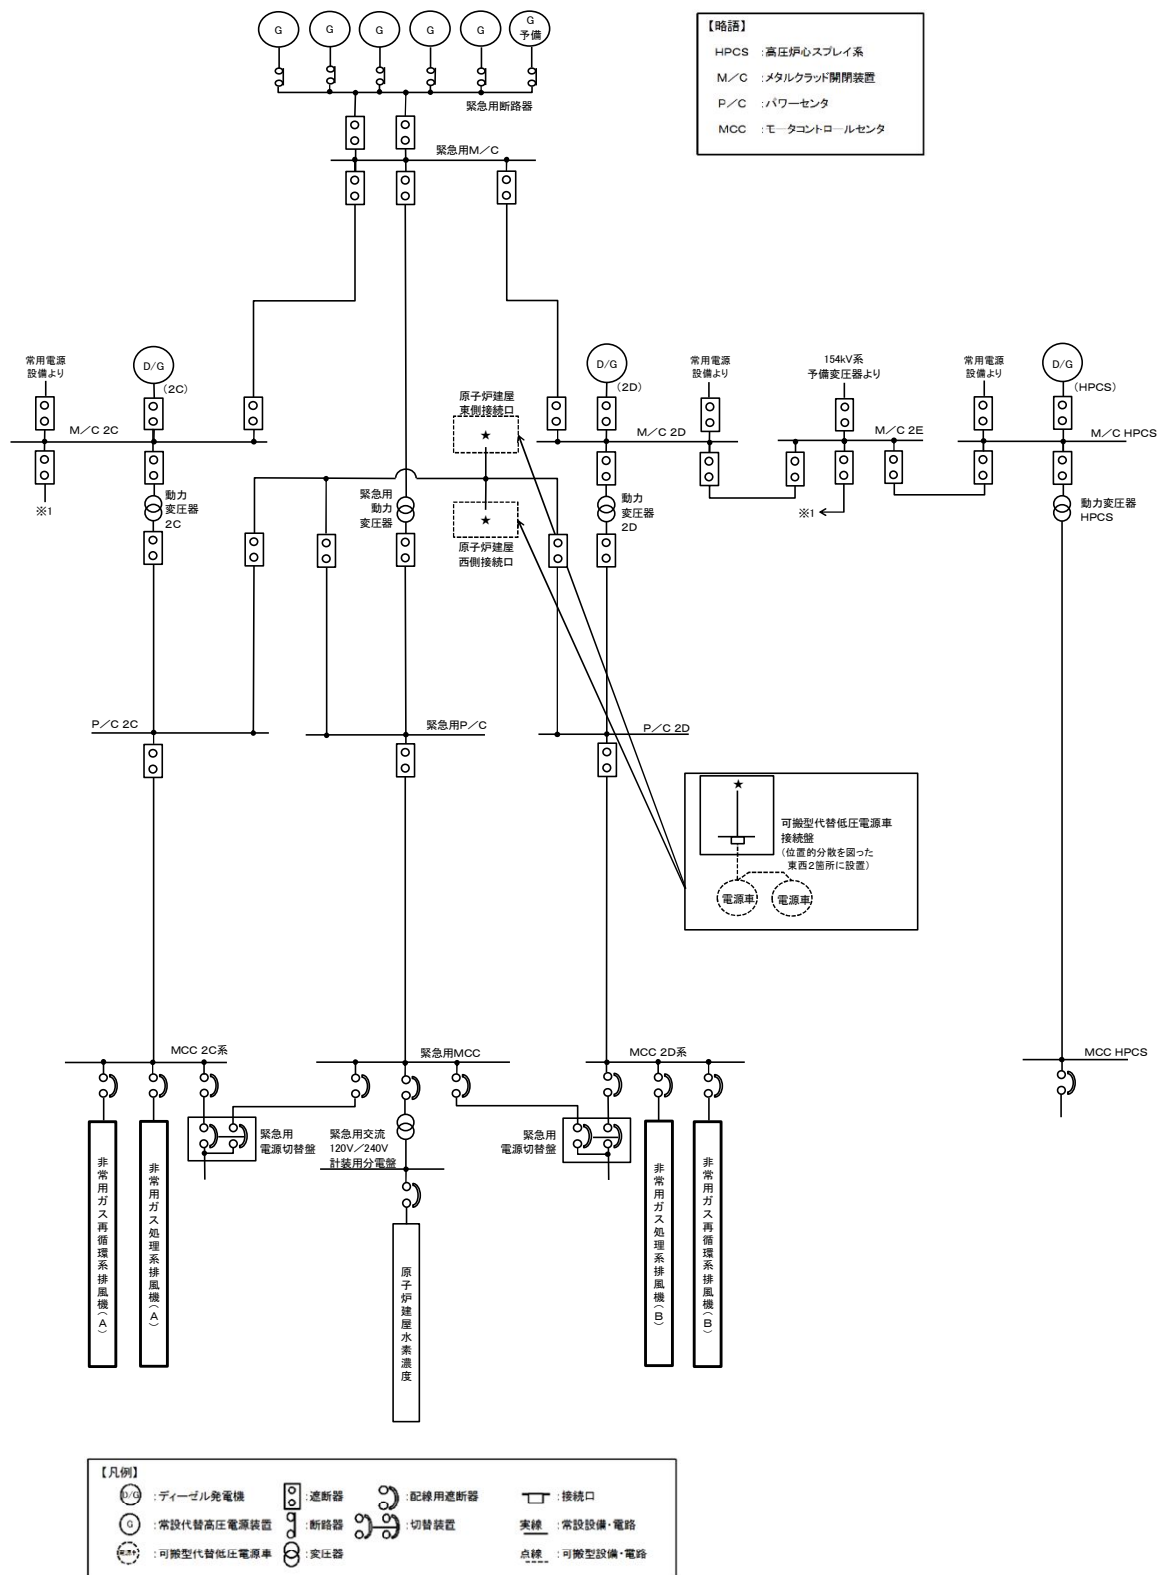 G
G
G
G
G
G
予備
緊急用断路器
緊急用M/C
【略語】
HPCS :高圧炉心スプレイ系
M/C :メタルクラッド開閉装置
P/C :パワーセンタ
MCC :モータコントロールセンタ
常用電源
設備より
D/G
(2C)
M/C 2C
※1
動力
変圧器
2C
原子炉建屋
東側接続口
★
★
原子炉建屋
西側接続口
緊急用
動力
変圧器
D/G
(2D)
M/C 2D
動力
変圧器
2D
常用電源
設備より
154kV系
予備変圧器より
M/C 2E
※1
常用電源
設備より
D/G
(HPCS)
M/C HPCS
動力変圧器
HPCS
P/C 2C
緊急用P/C
P/C 2D
★
可搬型代替低圧電源車
接続盤
(位置的分散を図った
東西2箇所に設置)
電源車
電源車
MCC 2C系
緊急用MCC
MCC 2D系
MCC HPCS
緊急用
電源切替盤
緊急用交流
120V/240V
計装用分電盤
緊急用
電源切替盤
非常用ガス再循環系排風機(A)
非常用ガス処理系排風機(A)
原子炉建屋水素濃度
非常用ガス処理系排風機(B)
非常用ガス再循環系排風機(B)
【凡例】
D/G :ディーゼル発電機
:遮断器
:配線用遮断器
:接続口
G :常設代替高圧電源装置
:断路器
:切替装置
実線 :常設設備・電路
電源車 :可搬型代替低圧電源車
:変圧器
点線 :可搬型設備・電路